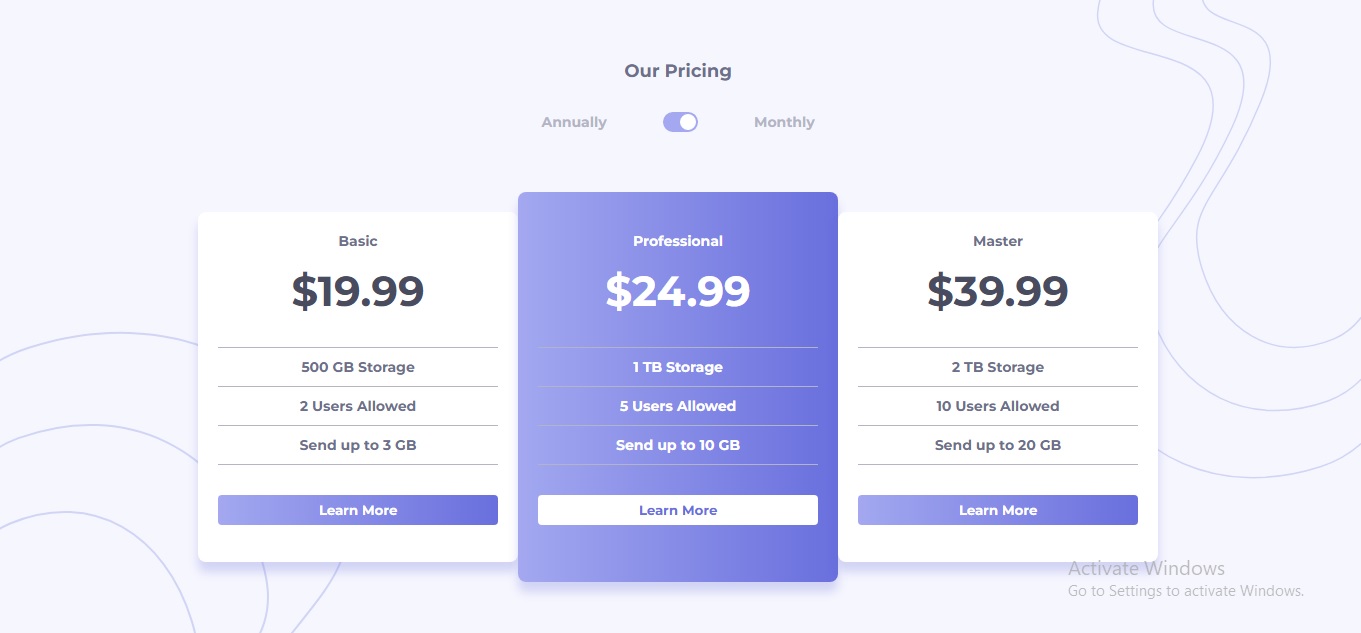 Our Pricing
Annually Monthly
Basic
$19.99
500 GB Storage
2 Users Allowed
Send up to 3 GB
Learn More
Professional
$24.99
1 TB Storage
5 Users Allowed
Send up to 10 GB
Learn More
Master
$39.99
2 TB Storage
10 Users Allowed
Send up to 20 GB
Learn More
Activate Windows
Go to Settings to activate Windows.